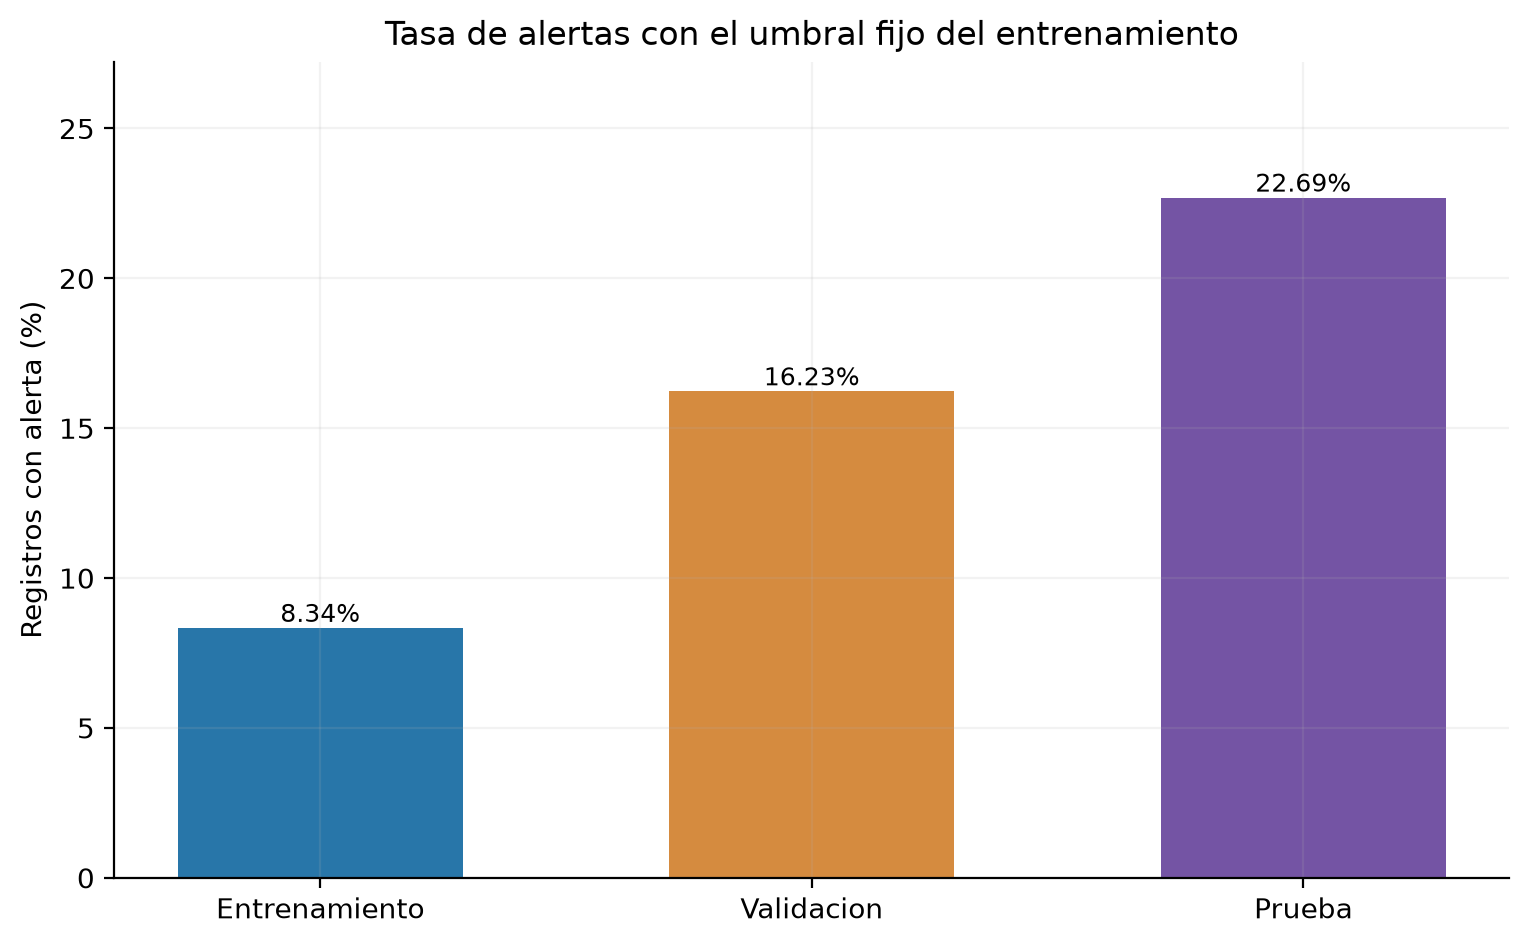 Tasa de alertas con el umbral fijo del entrenamiento
Registros con alerta (%)
25
20
15
10
5
0
8.34%
16.23%
22.69%
Entrenamiento
Validacion
Prueba